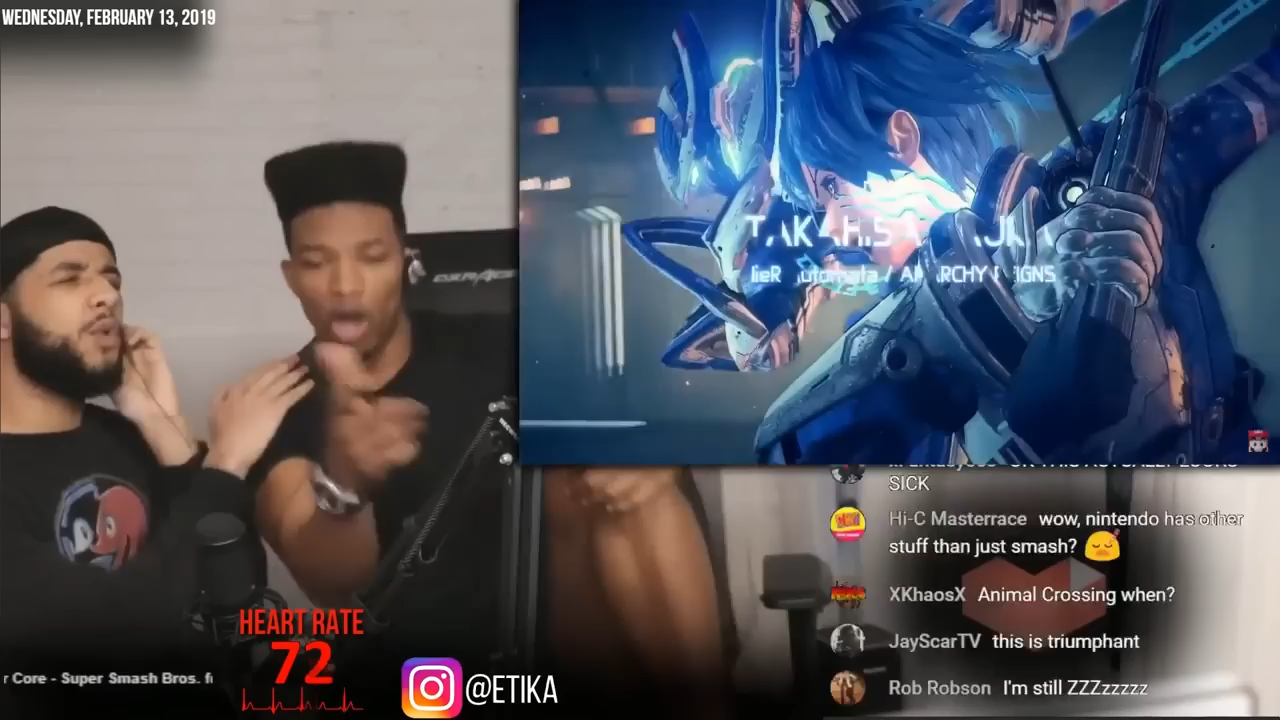 WEDNESDAY, FEBRUARY 13, 2019
SICK
Hi-C Masterrace wow, nintendo has other
stuff than just smash?
XKhaosX Animal Crossing when?
JayScarTV this is triumphant
Rob Robson I'm still ZZZzzzzz
HEART RATE
72
r Core - Super Smash Bros. f
@ETIKA